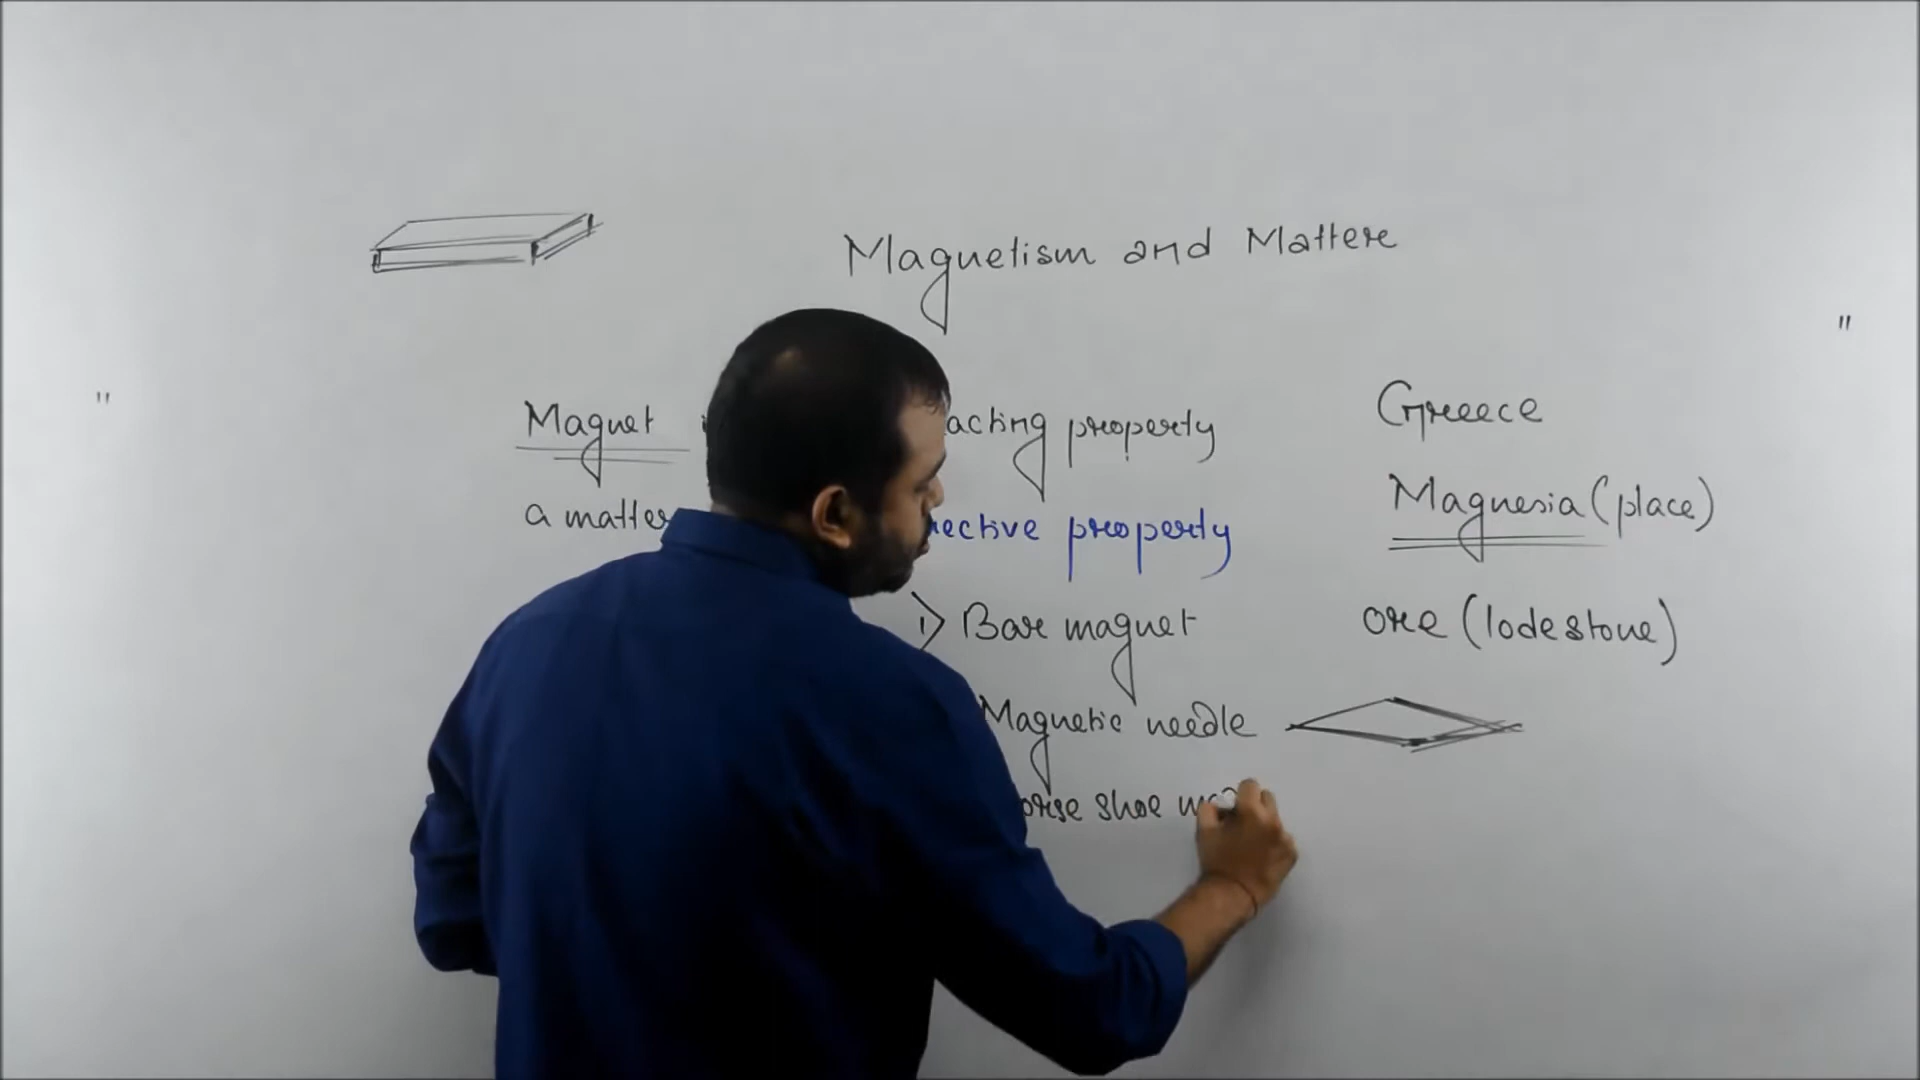 Magnetism and Matter
Magnet
acting property
Greece
a matter
rective property
Magnesia (place)
1) Bar magnet
ore (lodestone)
Magnetic needle
orse shoe